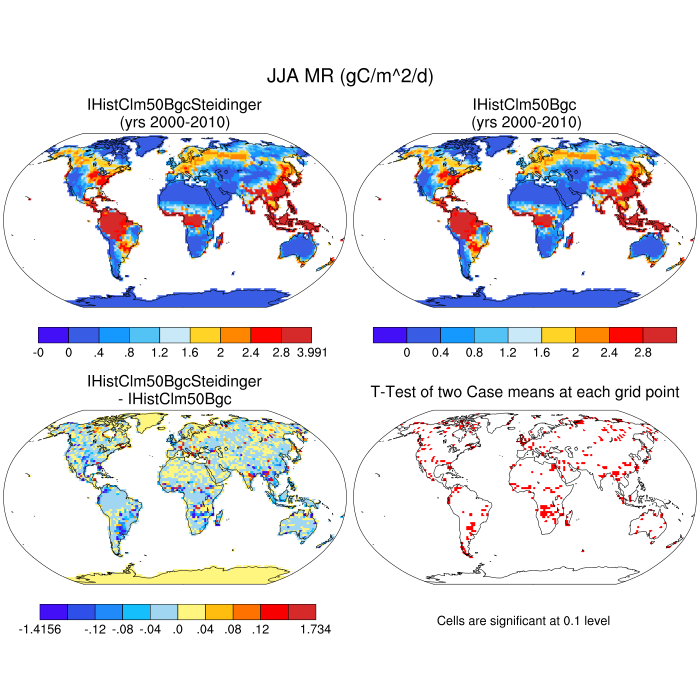 JJA MR (gC/m^2/d)
IHistClm50BgcSteidinger
(yrs 2000-2010)
IHistClm50Bgc
(yrs 2000-2010)
-0 0 .4 .8 1.2 1.6 2 2.4 2.8 3.991
0 0.4 0.8 1.2 1.6 2 2.4 2.8
IHistClm50BgcSteidinger
- IHistClm50Bgc
T-Test of two Case means at each grid point
-1.4156 -.12 -.08 -.04 .0 .04 .08 .12 1.734
Cells are significant at 0.1 level